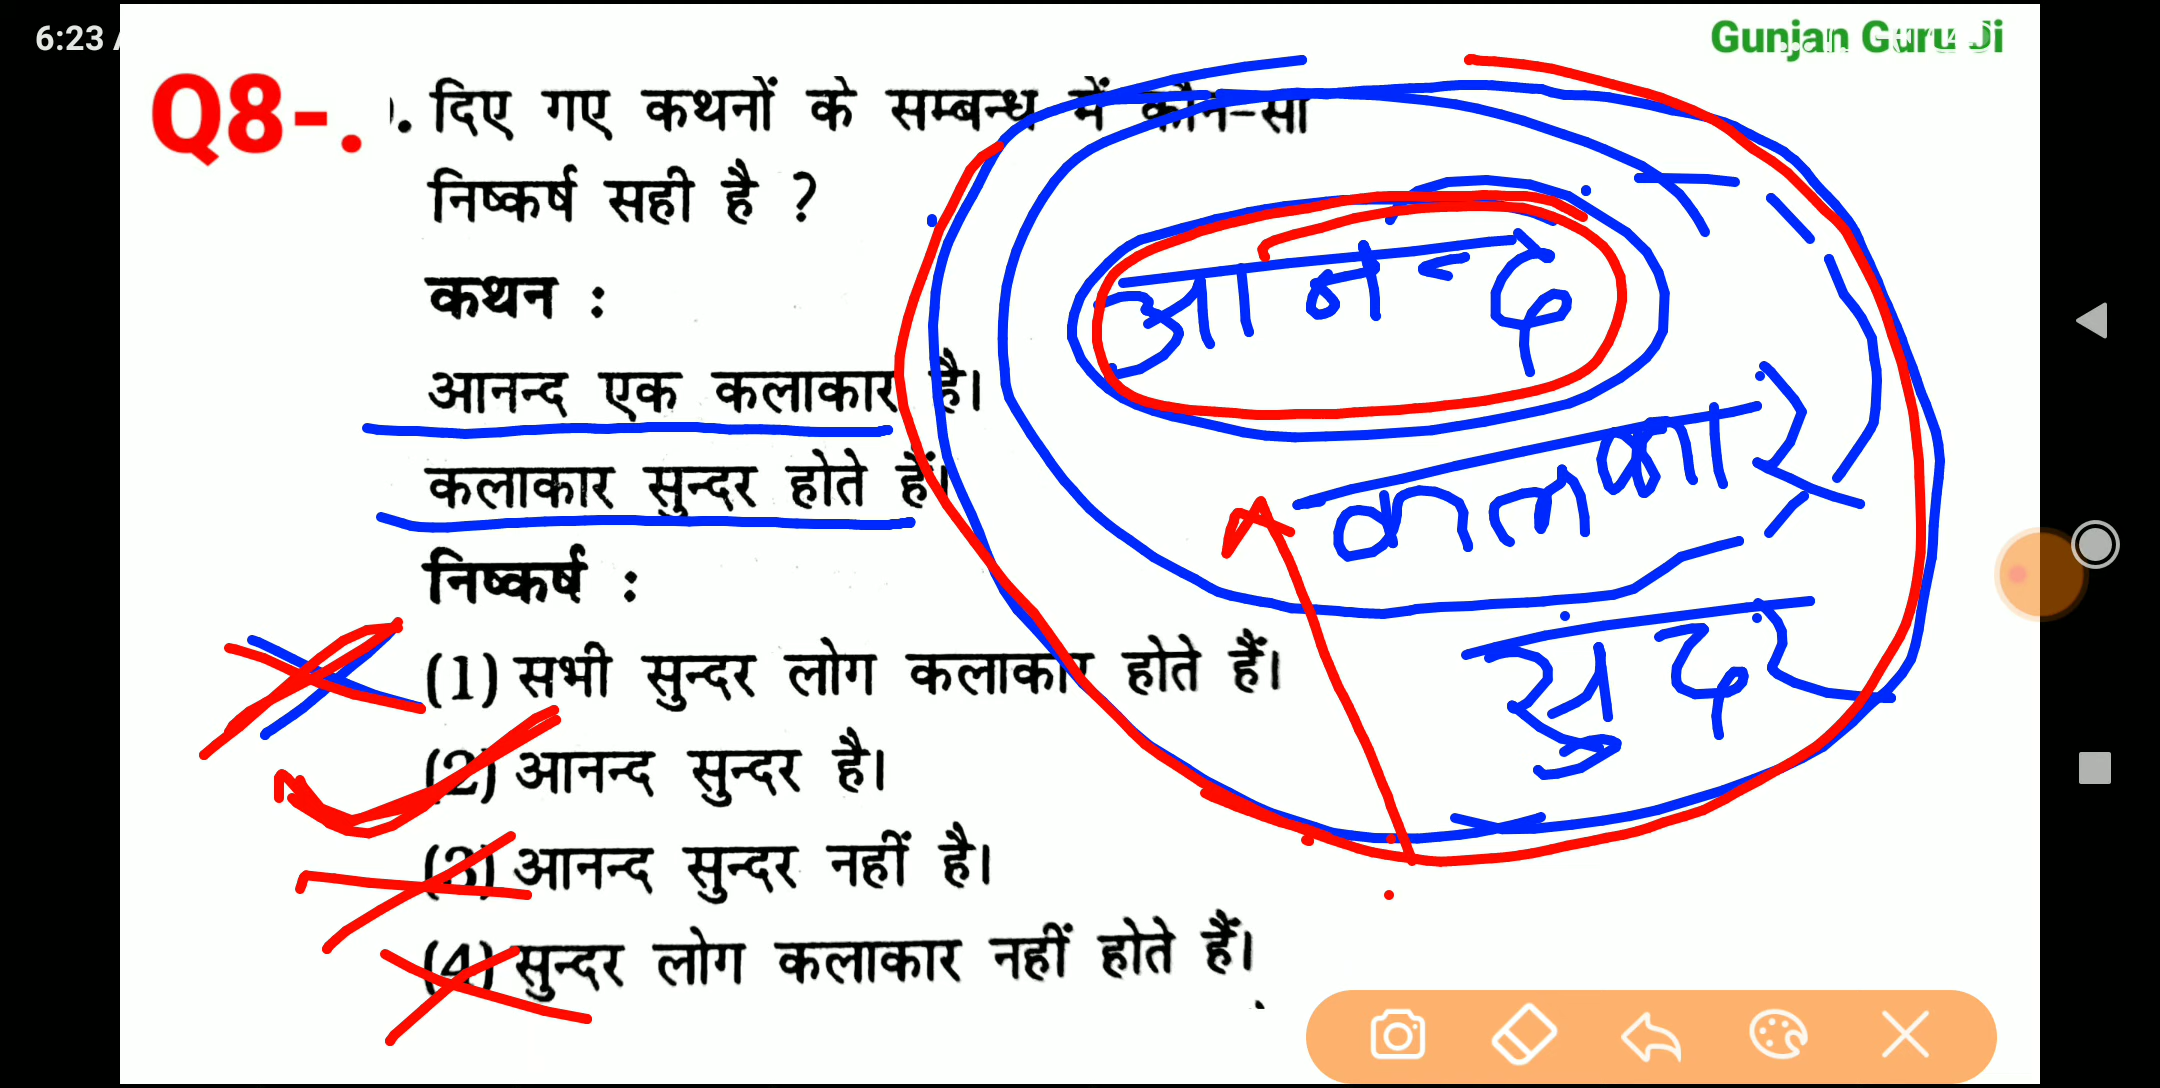 6:23
Gunjan Guru Ji
Q8-.
. दिए गए कथनों के सम्बन्ध में कौन-सा
निष्कर्ष सही है ?
कथन :
आनन्द एक कलाकार है।
कलाकार सुन्दर होते हैं।
निष्कर्ष :
(1) सभी सुन्दर लोग कलाकार होते हैं।
(2) आनन्द सुन्दर है।
(3) आनन्द सुन्दर नहीं है।
(4) सुन्दर लोग कलाकार नहीं होते हैं।
आनन्द
सुंदर